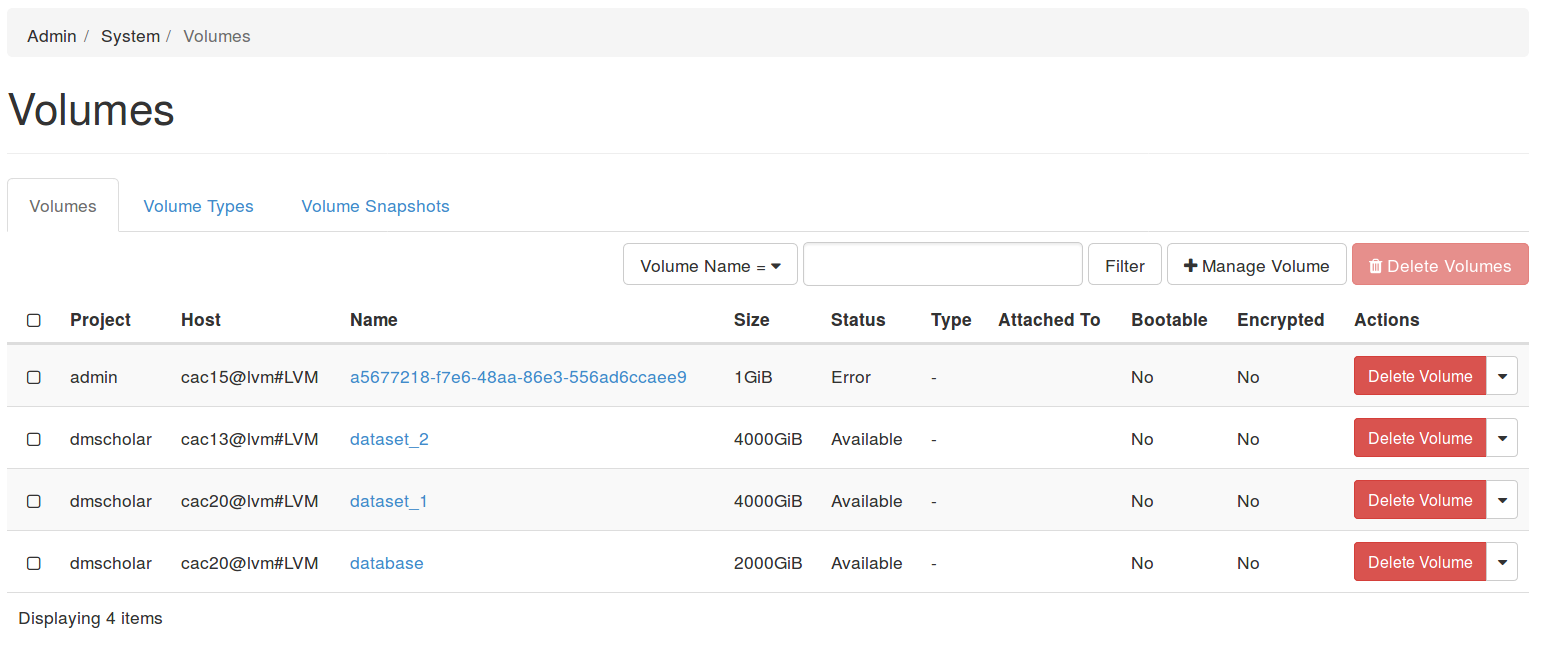 Admin / System / Volumes
Volumes
Volumes Volume Types Volume Snapshots
Volume Name = Filter Manage Volume Delete Volumes
Project Host Name Size Status Type Attached To Bootable Encrypted Actions
admin cac15@lvm#LVM a5677218-f7e6-48aa-86e3-556ad6ccaee9 1GiB Error - No No Delete Volume
dmscholar cac13@lvm#LVM dataset_2 4000GiB Available - No No Delete Volume
dmscholar cac20@lvm#LVM dataset_1 4000GiB Available - No No Delete Volume
dmscholar cac20@lvm#LVM database 2000GiB Available - No No Delete Volume
Displaying 4 items